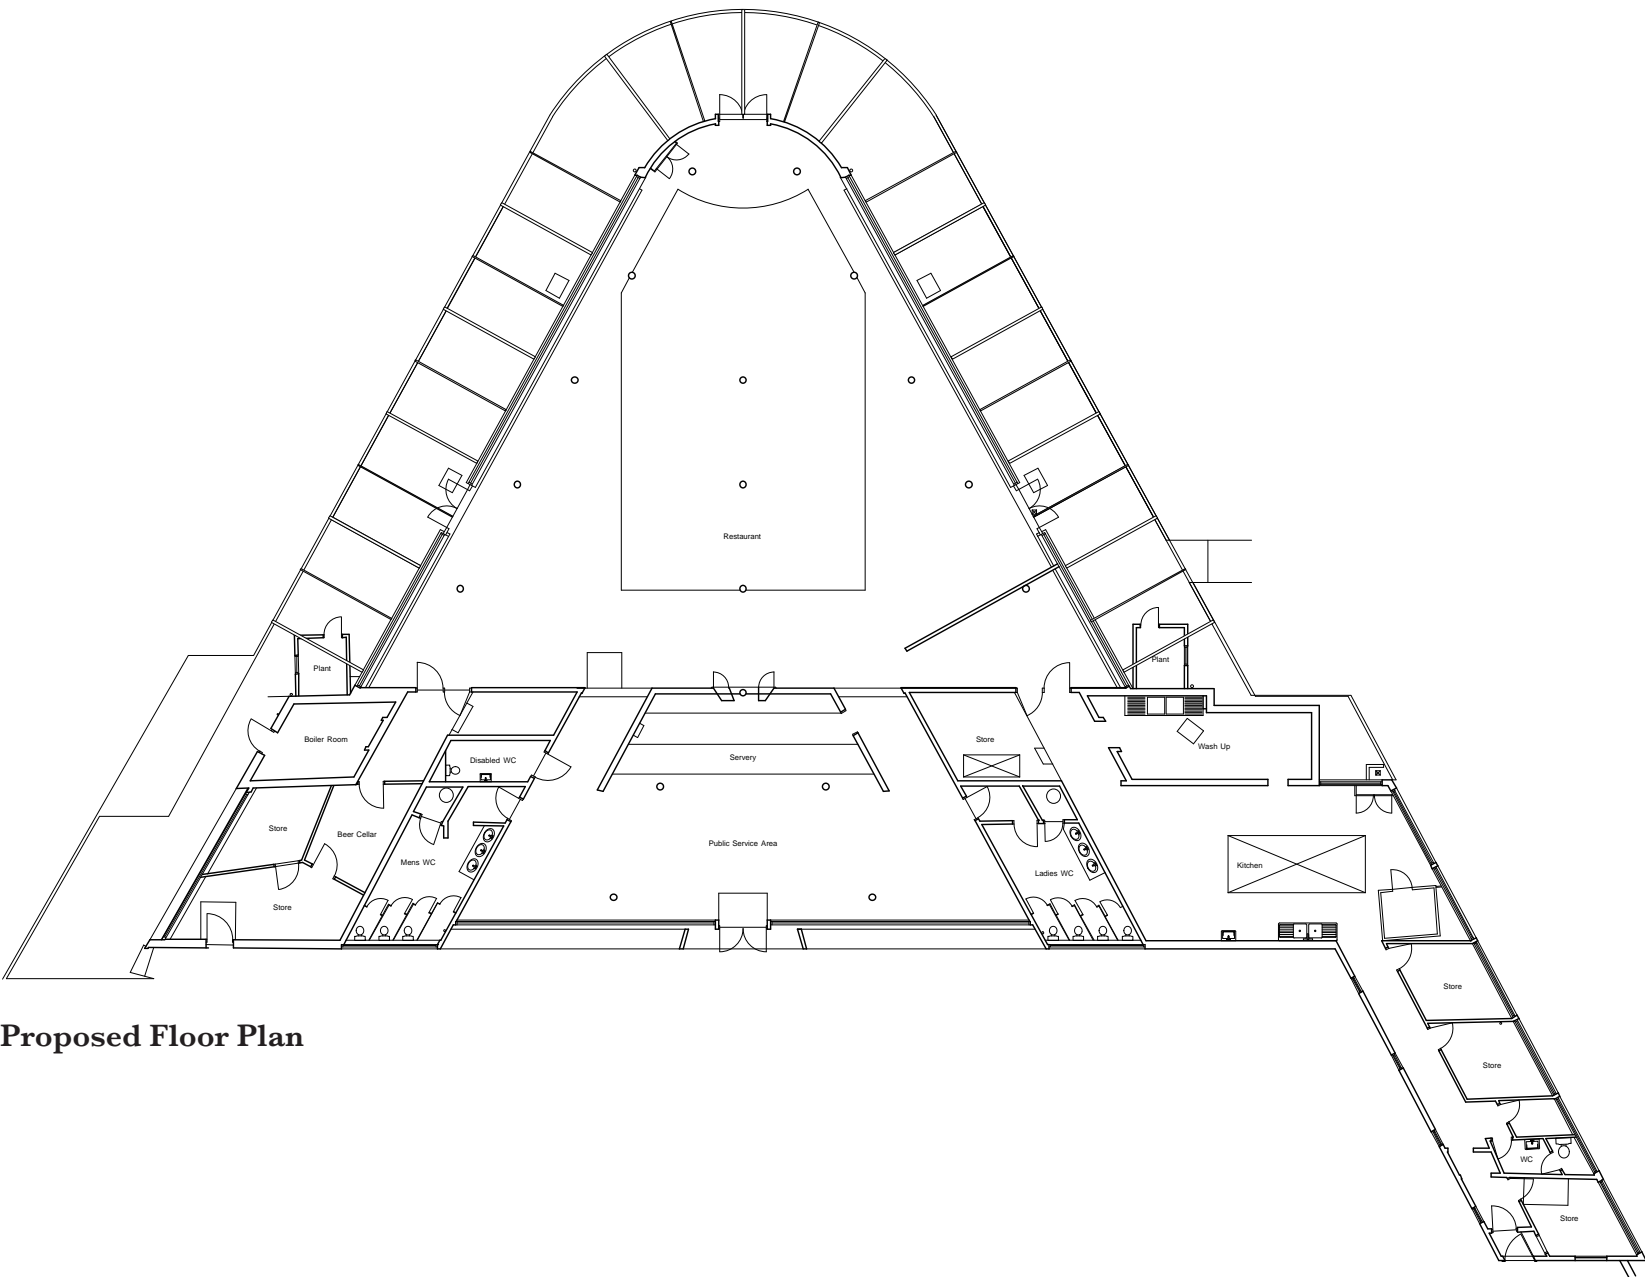 Restaurant
Plant
Plant
Boiler Room
Store
Wash Up
Disabled WC
Servery
Store
Beer Cellar
Public Service Area
Mens WC
Ladies WC
Kitchen
Store
Store
Store
WC
Store
Proposed Floor Plan